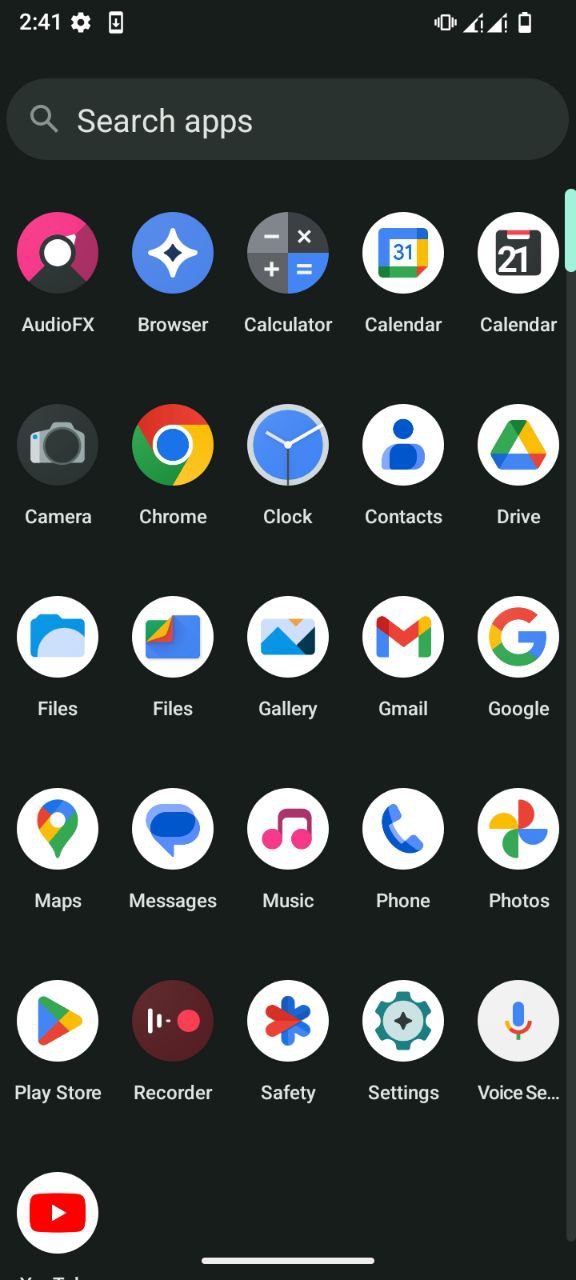 2:41
Search apps
31
21
AudioFX Browser Calculator Calendar Calendar
Camera Chrome Clock Contacts Drive
Files Files Gallery Gmail Google
Maps Messages Music Phone Photos
Play Store Recorder Safety Settings Voice Se...